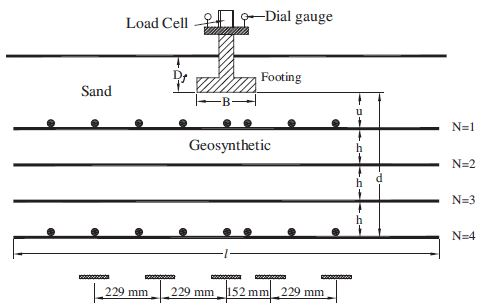 Load Cell
Dial gauge
Df
Footing
Sand
B
u
N=1
Geosynthetic
h
N=2
h
d
N=3
h
N=4
l
229 mm 229 mm 152 mm 229 mm